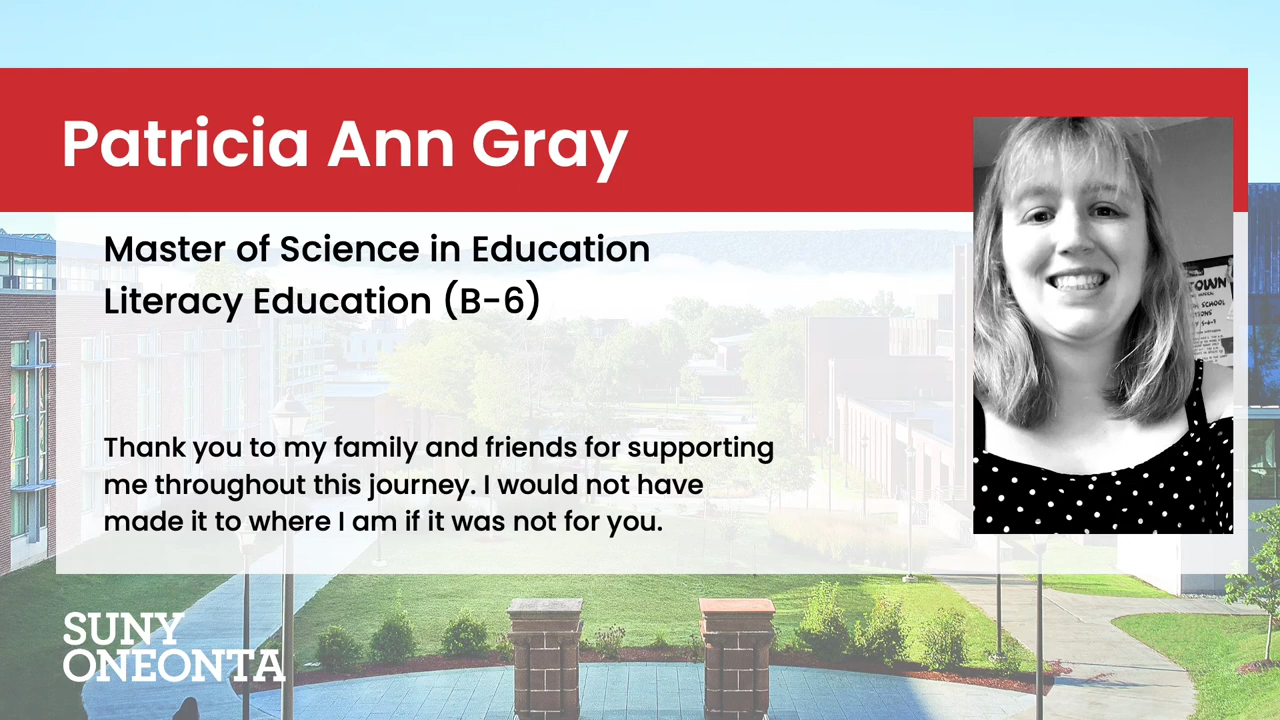 Patricia Ann Gray
Master of Science in Education
Literacy Education (B-6)
Thank you to my family and friends for supporting
me throughout this journey. I would not have
made it to where I am if it was not for you.
SUNY
ONEONTA
TOWN
SCHOOL